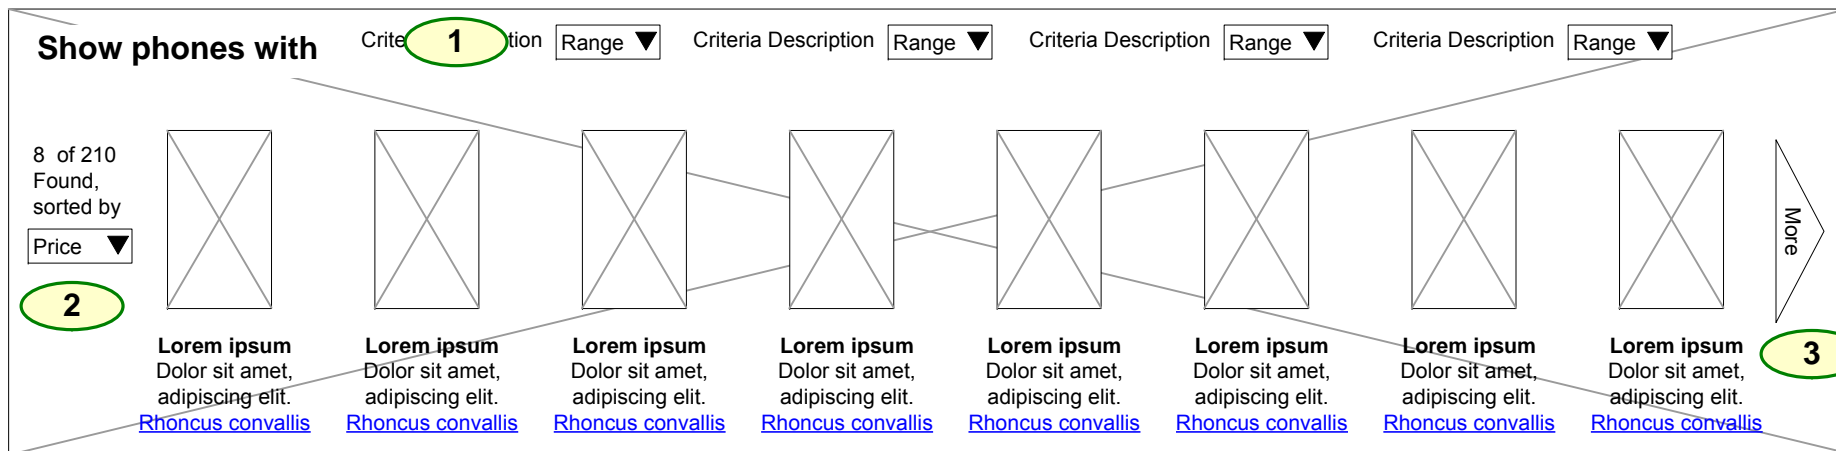 Show phones with
Crite 1 tion Range Criteria Description Range Criteria Description Range Criteria Description Range
8 of 210
Found,
sorted by
Price
2
More
3
Lorem ipsum Lorem ipsum Lorem ipsum Lorem ipsum Lorem ipsum Lorem ipsum Lorem ipsum Lorem ipsum
Dolor sit amet, Dolor sit amet, Dolor sit amet, Dolor sit amet, Dolor sit amet, Dolor sit amet, Dolor sit amet, Dolor sit amet,
adipiscing elit. adipiscing elit. adipiscing elit. adipiscing elit. adipiscing elit. adipiscing elit. adipiscing elit. adipiscing elit.
Rhoncus convallis Rhoncus convallis Rhoncus convallis Rhoncus convallis Rhoncus convallis Rhoncus convallis Rhoncus convallis Rhoncus convallis